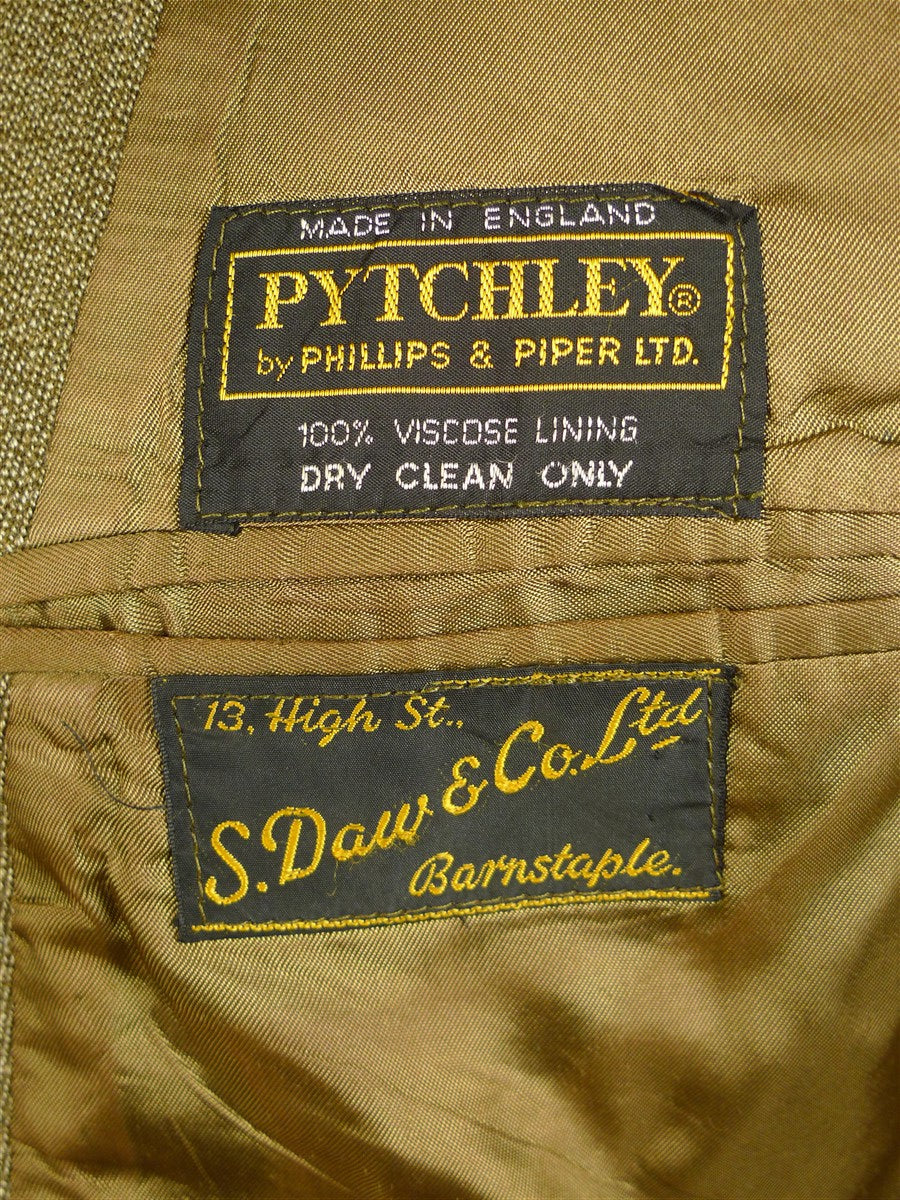 MADE IN ENGLAND
PYTCHLEY®
by PHILLIPS & PIPER LTD.
100% VISCOSE LINING
DRY CLEAN ONLY
13, High St.,
S. Daw & Co. Ltd
Barnstaple.